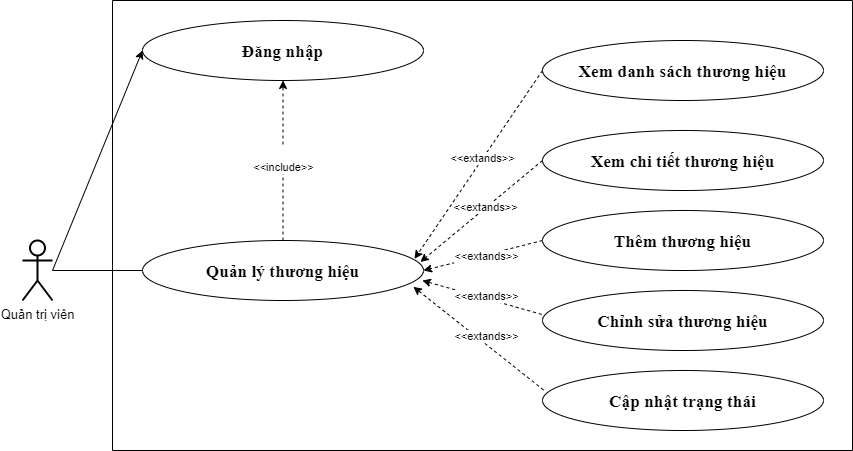 Đăng nhập
Xem danh sách thương hiệu
<<extands>>
<<include>>
Xem chi tiết thương hiệu
<<extands>>
Thêm thương hiệu
<<extands>>
Quản lý thương hiệu
<<extands>>
Quản trị viên
Chỉnh sửa thương hiệu
<<extands>>
Cập nhật trạng thái